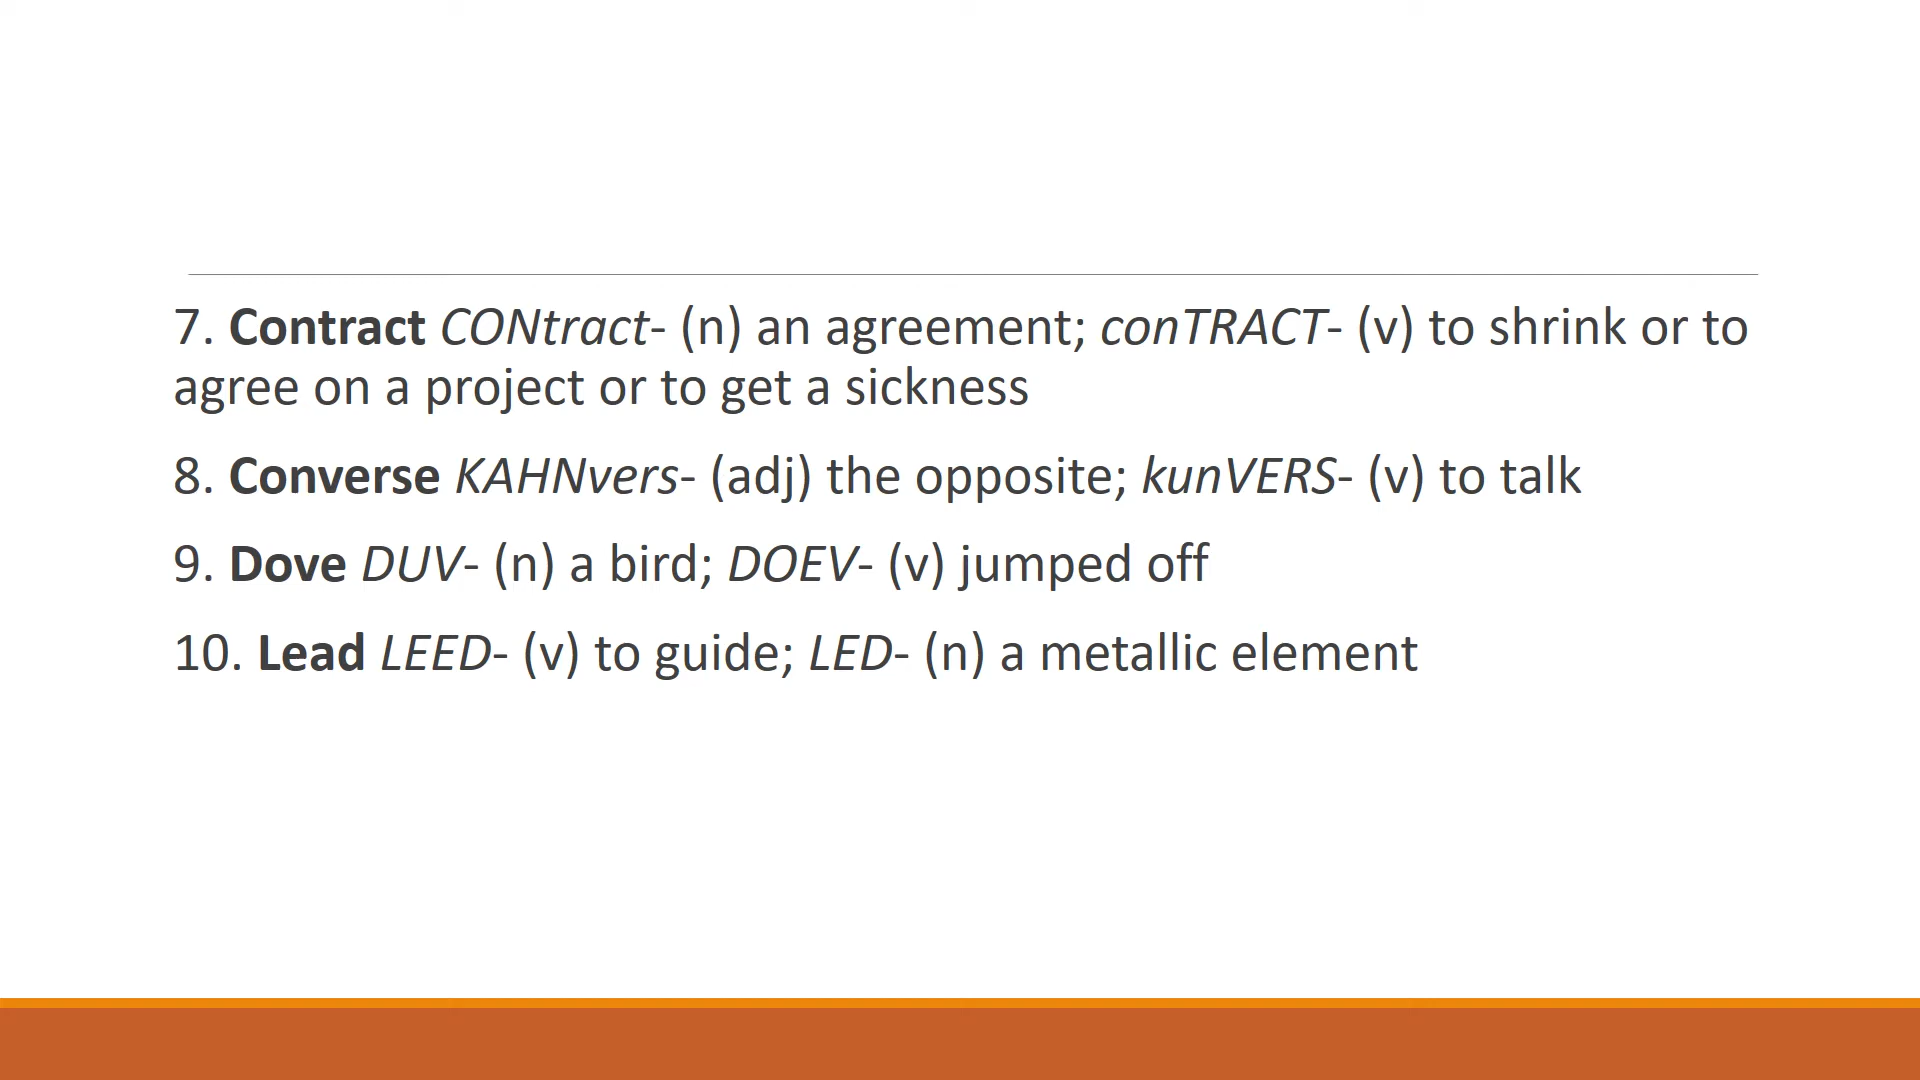 7. Contract CONtract- (n) an agreement; conTRACT- (v) to shrink or to
agree on a project or to get a sickness
8. Converse KAHNvers- (adj) the opposite; kunVERS- (v) to talk
9. Dove DUV- (n) a bird; DOEV- (v) jumped off
10. Lead LEED- (v) to guide; LED- (n) a metallic element